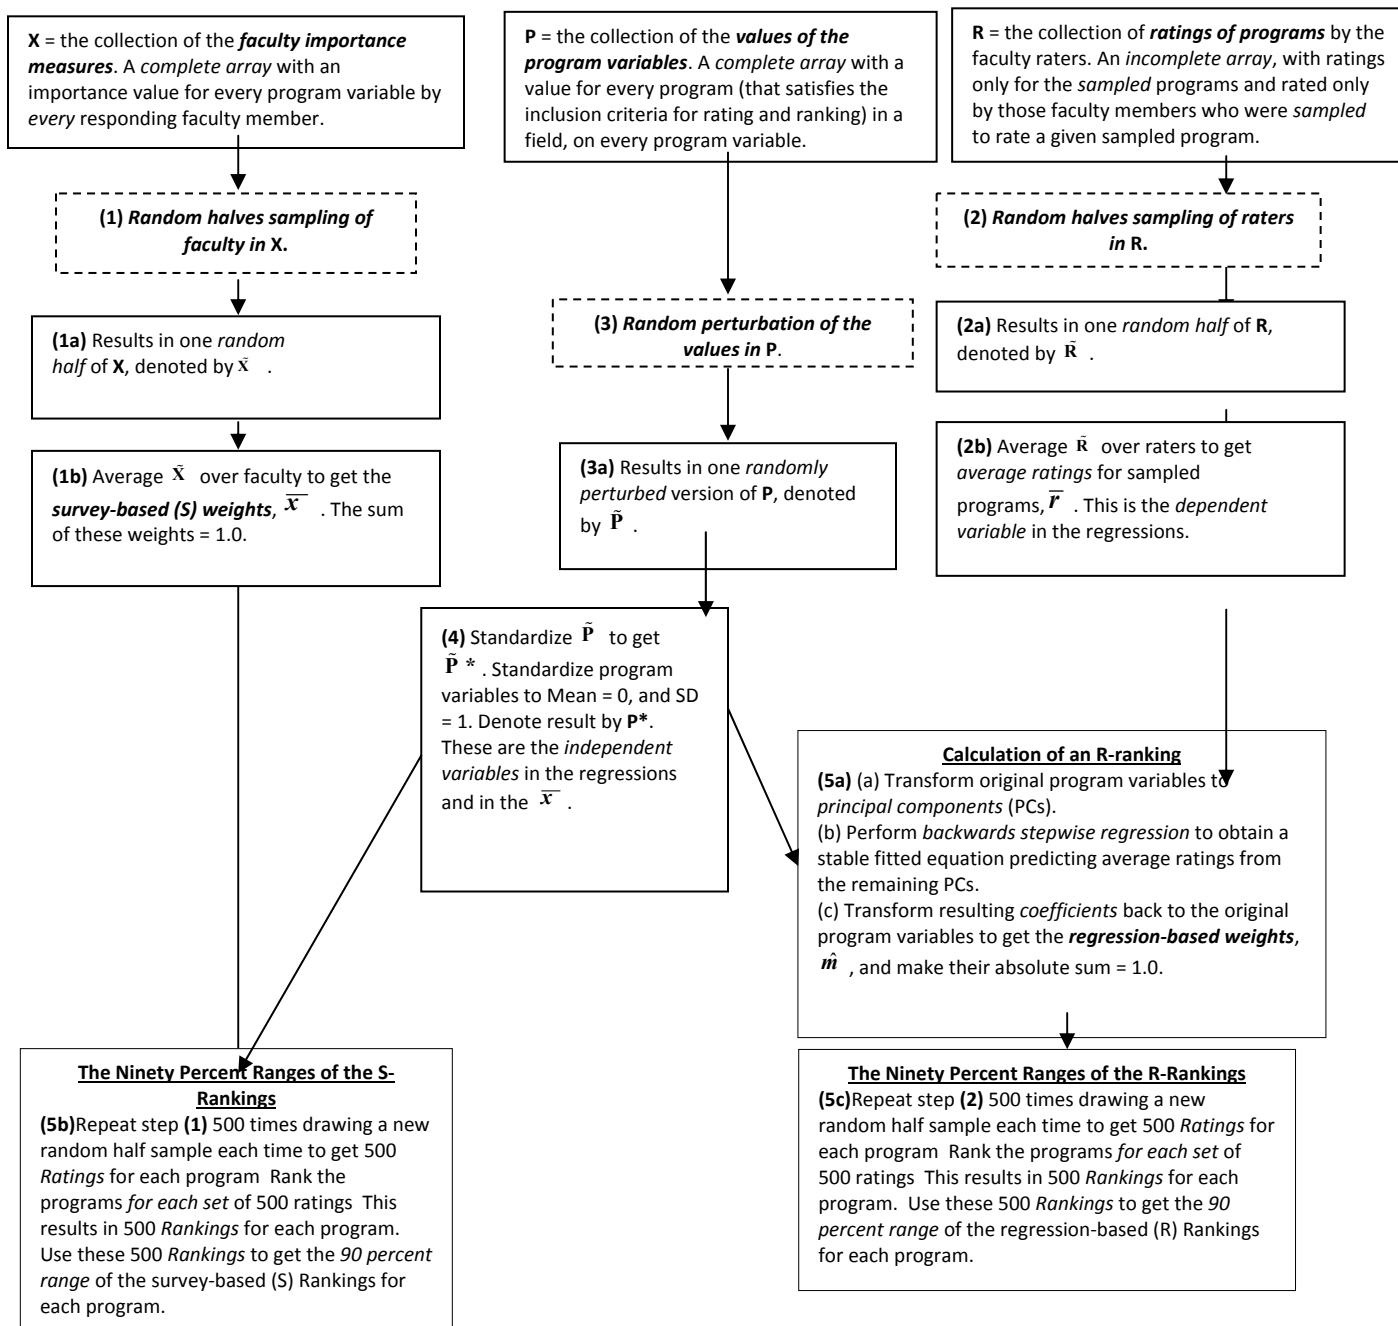 X = the collection of the faculty importance
measures. A complete array with an
importance value for every program variable by
every responding faculty member.
P = the collection of the values of the
program variables. A complete array with a
value for every program (that satisfies the
inclusion criteria for rating and ranking) in a
field, on every program variable.
R = the collection of ratings of programs by the
faculty raters. An incomplete array, with ratings
only for the sampled programs and rated only
by those faculty members who were sampled
to rate a given sampled program.
(1) Random halves sampling of
faculty in X.
(2) Random halves sampling of raters
in R.
(3) Random perturbation of the
values in P.
(1a) Results in one random
half of X, denoted by X̃ .
(2a) Results in one random half of R,
denoted by R̃ .
(1b) Average X̃ over faculty to get the
survey-based (S) weights, x̅ . The sum
of these weights = 1.0.
(3a) Results in one randomly
perturbed version of P, denoted
by P̃ .
(2b) Average R̃ over raters to get
average ratings for sampled
programs, r̅ . This is the dependent
variable in the regressions.
(4) Standardize P̃ to get
P̃ * . Standardize program
variables to Mean = 0, and SD
= 1. Denote result by P*.
These are the independent
variables in the regressions
and in the x̅ .
Calculation of an R-ranking
(5a) (a) Transform original program variables to
principal components (PCs).
(b) Perform backwards stepwise regression to obtain a
stable fitted equation predicting average ratings from
the remaining PCs.
(c) Transform resulting coefficients back to the original
program variables to get the regression-based weights,
m̂ , and make their absolute sum = 1.0.
The Ninety Percent Ranges of the S-
Rankings
(5b)Repeat step (1) 500 times drawing a new
random half sample each time to get 500
Ratings for each program Rank the
programs for each set of 500 ratings This
results in 500 Rankings for each program.
Use these 500 Rankings to get the 90 percent
range of the survey-based (S) Rankings for
each program.
The Ninety Percent Ranges of the R-Rankings
(5c)Repeat step (2) 500 times drawing a new
random half sample each time to get 500 Ratings for
each program Rank the programs for each set of
500 ratings This results in 500 Rankings for each
program. Use these 500 Rankings to get the 90
percent range of the regression-based (R) Rankings
for each program.